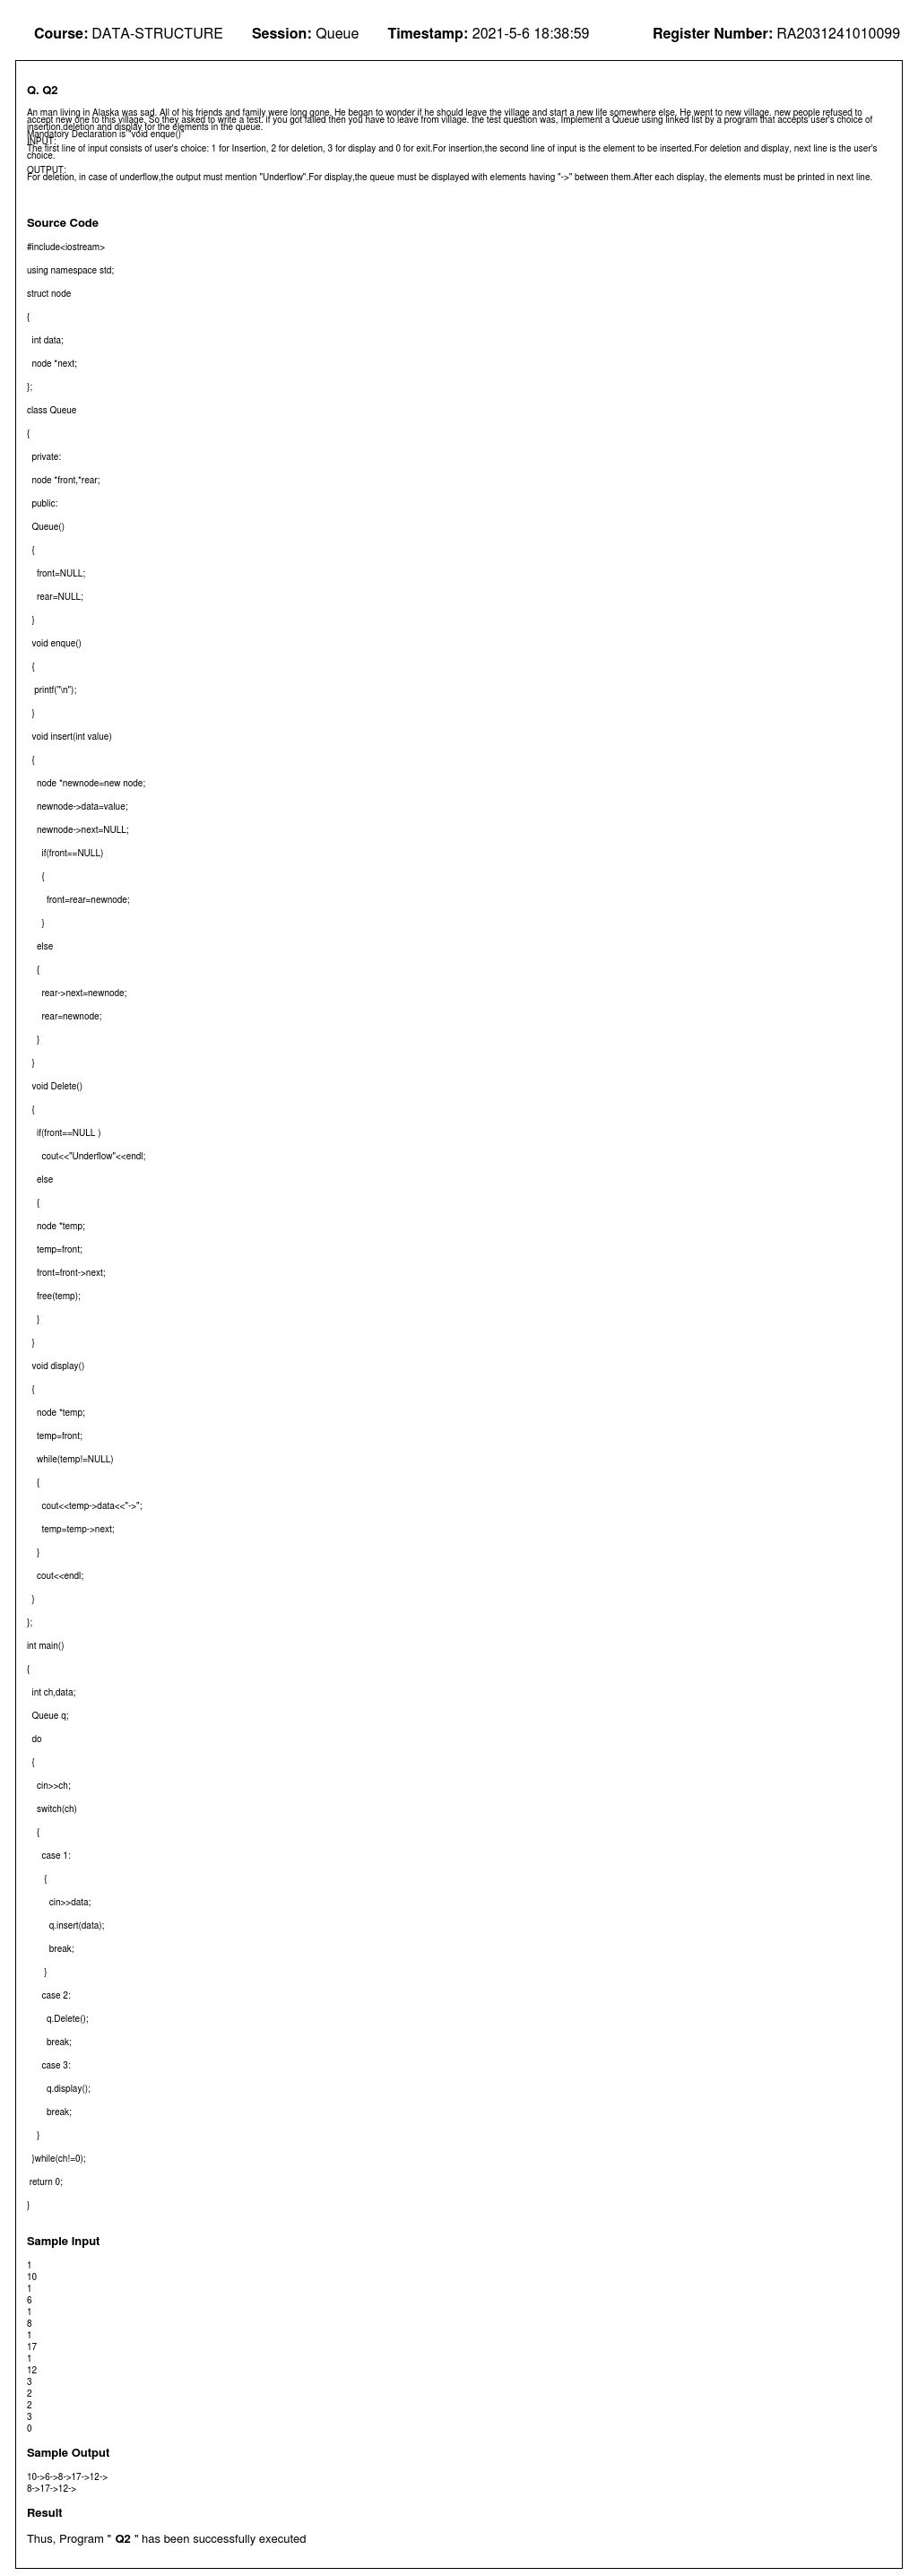 Course: DATA-STRUCTURE Session: Queue Timestamp: 2021-5-6 18:38:59 Register Number: RA2031241010099
Q. Q2
An man living in Alaska was sad. All of his friends and family were long gone. He began to wonder if he should leave the village and start a new life somewhere else, He went to new village, new people refused to
accept new one to this village. So they asked to write a test. if you got failed then you have to leave from village. the test question was, Implement a Queue using linked list by a program that accepts user's choice of
insertion,deletion and display for the elements in the queue.
Mandatory Declaration is "void enque()"
INPUT:
The first line of input consists of user's choice: 1 for Insertion, 2 for deletion, 3 for display and 0 for exit.For insertion,the second line of input is the element to be inserted.For deletion and display, next line is the user's
choice.
OUTPUT:
For deletion, in case of underflow,the output must mention "Underflow".For display,the queue must be displayed with elements having "->" between them.After each display, the elements must be printed in next line.
Source Code
#include<iostream>
using namespace std;
struct node
{
int data;
node *next;
};
class Queue
{
private:
node *front,*rear;
public:
Queue()
{
front=NULL;
rear=NULL;
}
void enque()
{
printf("\n");
}
void insert(int value)
{
node *newnode=new node;
newnode->data=value;
newnode->next=NULL;
if(front==NULL)
{
front=rear=newnode;
}
else
{
rear->next=newnode;
rear=newnode;
}
}
void Delete()
{
if(front==NULL )
cout<<"Underflow"<<endl;
else
{
node *temp;
temp=front;
front=front->next;
free(temp);
}
}
void display()
{
node *temp;
temp=front;
while(temp!=NULL)
{
cout<<temp->data<<"->";
temp=temp->next;
}
cout<<endl;
}
};
int main()
{
int ch,data;
Queue q;
do
{
cin>>ch;
switch(ch)
{
case 1:
{
cin>>data;
q.insert(data);
break;
}
case 2:
q.Delete();
break;
case 3:
q.display();
break;
}
}while(ch!=0);
return 0;
}
Sample Input
1
10
1
6
1
8
1
17
1
12
3
2
2
3
0
Sample Output
10->6->8->17->12->
8->17->12->
Result
Thus, Program " Q2 " has been successfully executed